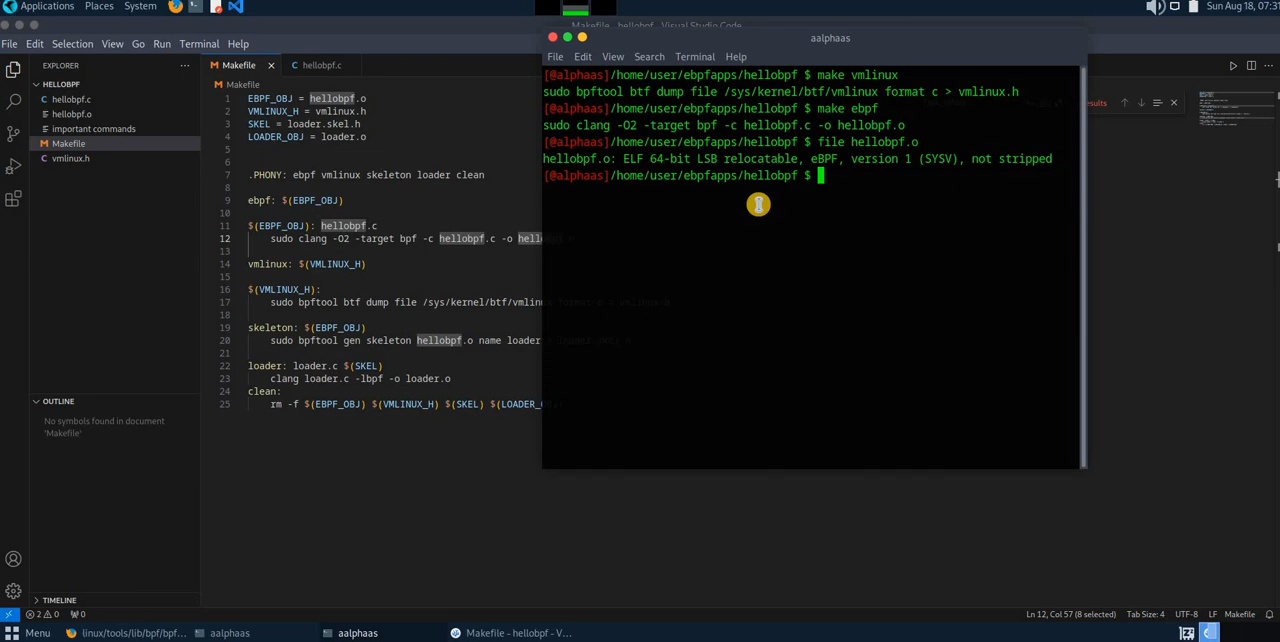 Applications Places System Sun Aug 18, 07:31
Makefile - hellobpf - Visual Studio Code
File Edit Selection View Go Run Terminal Help
EXPLORER ···
HELLOBPF
hellobpf.c
hellobpf.o
important commands
Makefile
vmlinux.h
OUTLINE
No symbols found in document
'Makefile'
TIMELINE
Makefile hellobpf.c
Makefile
1 EBPF_OBJ = hellobpf.o
2 VMLINUX_H = vmlinux.h
3 SKEL = loader.skel.h
4 LOADER_OBJ = loader.o
5
6
7 .PHONY: ebpf vmlinux skeleton loader clean
8
9 ebpf: $(EBPF_OBJ)
10
11 $(EBPF_OBJ): hellobpf.c
12 sudo clang -O2 -target bpf -c hellobpf.c -o hellobpf.o
13
14 vmlinux: $(VMLINUX_H)
15
16 $(VMLINUX_H):
17 sudo bpftool btf dump file /sys/kernel/btf/vmlinux format c > vmlinux.h
18
19 skeleton: $(EBPF_OBJ)
20 sudo bpftool gen skeleton hellobpf.o name loader > loader.skel.h
21
22 loader: loader.c $(SKEL)
23 clang loader.c -lbpf -o loader.o
24 clean:
25 rm -f $(EBPF_OBJ) $(VMLINUX_H) $(SKEL) $(LOADER_OBJ)
aalphaas
File Edit View Search Terminal Help
[@alphaas]/home/user/ebpfapps/hellobpf $ make vmlinux
sudo bpftool btf dump file /sys/kernel/btf/vmlinux format c > vmlinux.h
[@alphaas]/home/user/ebpfapps/hellobpf $ make ebpf
sudo clang -O2 -target bpf -c hellobpf.c -o hellobpf.o
[@alphaas]/home/user/ebpfapps/hellobpf $ file hellobpf.o
hellobpf.o: ELF 64-bit LSB relocatable, eBPF, version 1 (SYSV), not stripped
[@alphaas]/home/user/ebpfapps/hellobpf $
results
2 0 0 Ln 12, Col 57 (8 selected) Tab Size: 4 UTF-8 LF Makefile
Menu linux/tools/lib/bpf/bpf... aalphaas aalphaas Makefile - hellobpf - V...